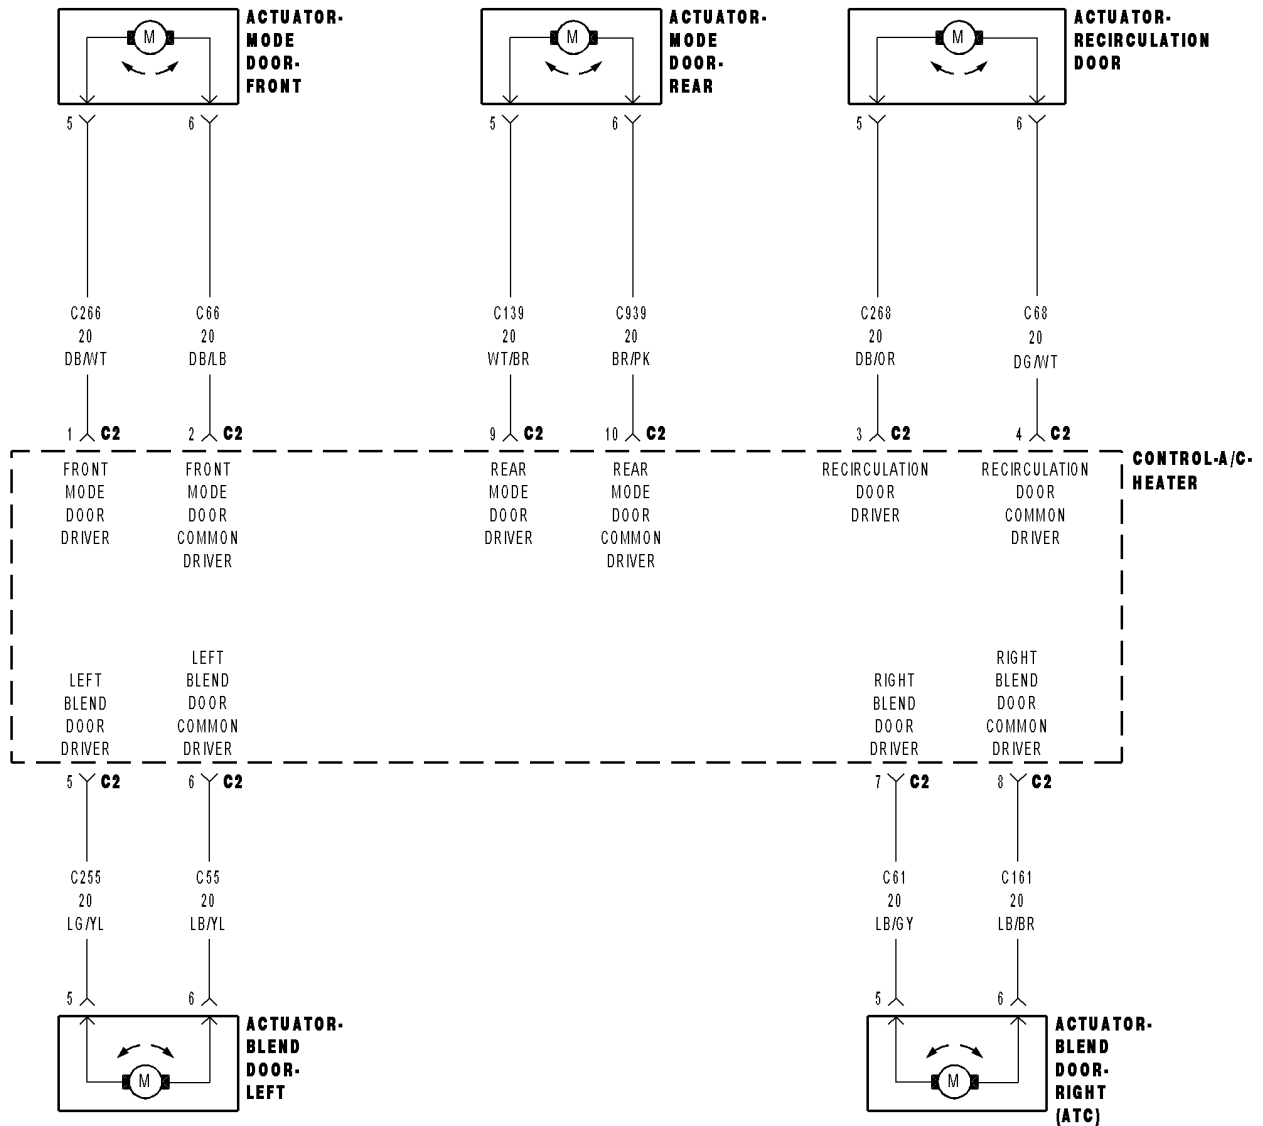 ACTUATOR-
MODE
DOOR-
FRONT
M
5
6
ACTUATOR-
MODE
DOOR-
REAR
M
5
6
ACTUATOR-
RECIRCULATION
DOOR
M
5
6
C266
20
DB/WT
C66
20
DB/LB
C139
20
WT/BR
C939
20
BR/PK
C268
20
DB/OR
C68
20
DG/WT
1 C2
2 C2
9 C2
10 C2
3 C2
4 C2
CONTROL-A/C-
HEATER
FRONT
MODE
DOOR
DRIVER
FRONT
MODE
DOOR
COMMON
DRIVER
REAR
MODE
DOOR
DRIVER
REAR
MODE
DOOR
COMMON
DRIVER
RECIRCULATION
DOOR
DRIVER
RECIRCULATION
DOOR
COMMON
DRIVER
LEFT
BLEND
DOOR
DRIVER
LEFT
BLEND
DOOR
COMMON
DRIVER
RIGHT
BLEND
DOOR
DRIVER
RIGHT
BLEND
DOOR
COMMON
DRIVER
5 C2
6 C2
7 C2
8 C2
C255
20
LG/YL
C55
20
LB/YL
C61
20
LB/GY
C161
20
LB/BR
5
6
M
ACTUATOR-
BLEND
DOOR-
LEFT
5
6
M
ACTUATOR-
BLEND
DOOR-
RIGHT
(ATC)